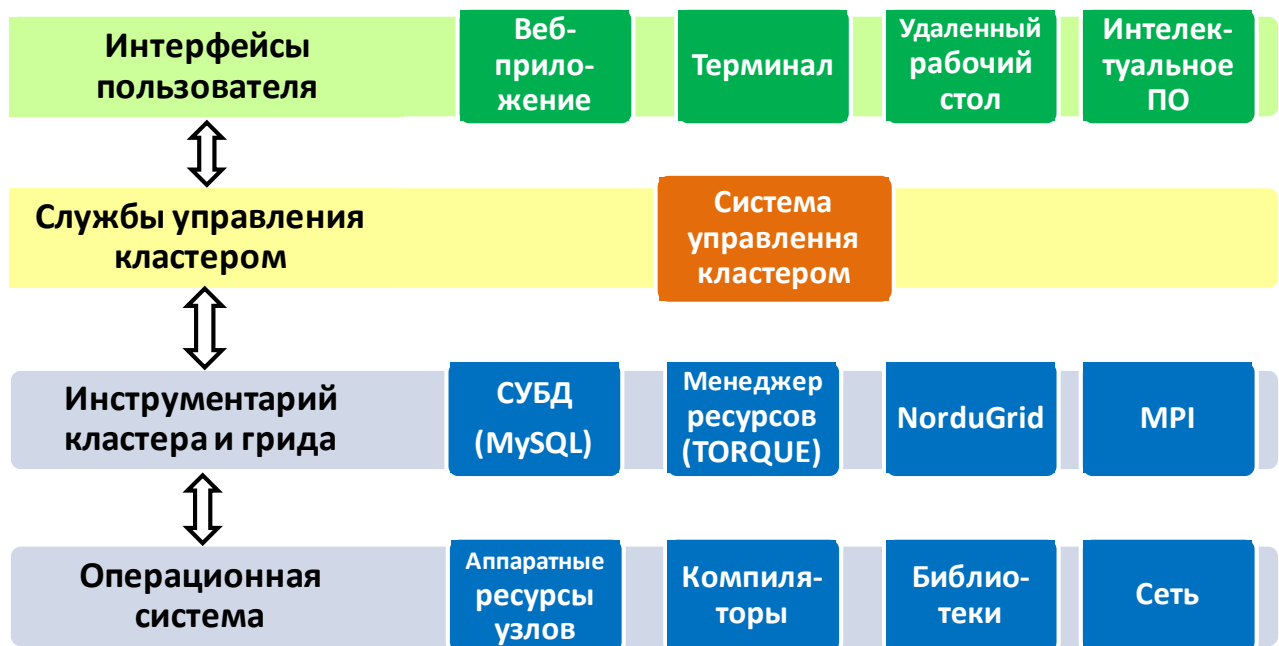 Интерфейсы
пользователя
Веб-
прило-
жение
Терминал
Удаленный
рабочий
стол
Интелек-
туальное
ПО
Службы управления
кластером
Система
управлення
кластером
Инструментарий
кластера и грида
СУБД
(MySQL)
Менеджер
ресурсов
(TORQUE)
NorduGrid
MPI
Операционная
система
Аппаратные
ресурсы
узлов
Компиля-
торы
Библио-
теки
Сеть